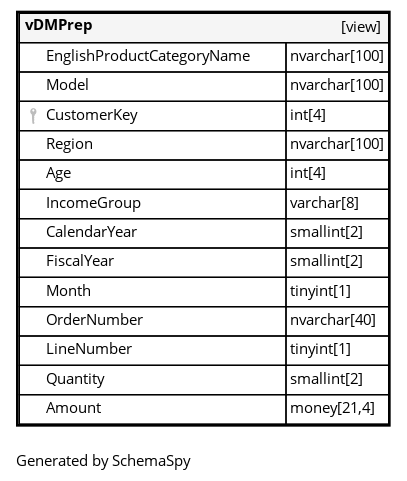 vDMPrep [view]
EnglishProductCategoryName nvarchar[100]
Model nvarchar[100]
CustomerKey int[4]
Region nvarchar[100]
Age int[4]
IncomeGroup varchar[8]
CalendarYear smallint[2]
FiscalYear smallint[2]
Month tinyint[1]
OrderNumber nvarchar[40]
LineNumber tinyint[1]
Quantity smallint[2]
Amount money[21,4]
Generated by SchemaSpy